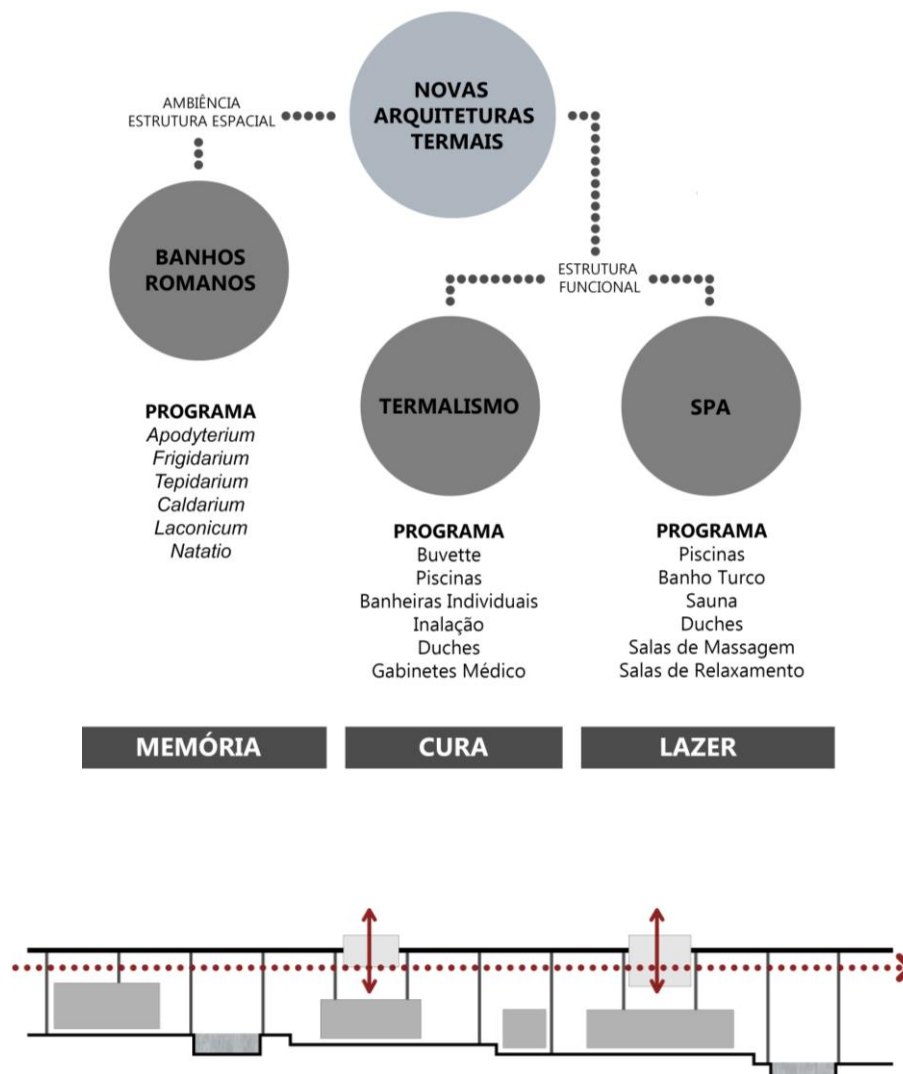 NOVAS
ARQUITETURAS
TERMAIS
AMBIÊNCIA
ESTRUTURA ESPACIAL
BANHOS
ROMANOS
ESTRUTURA
FUNCIONAL
TERMALISMO
SPA
PROGRAMA
Apodyterium
Frigidarium
Tepidarium
Caldarium
Laconicum
Natatio
PROGRAMA
Buvette
Piscinas
Banheiras Individuais
Inalação
Duches
Gabinetes Médico
PROGRAMA
Piscinas
Banho Turco
Sauna
Duches
Salas de Massagem
Salas de Relaxamento
MEMÓRIA
CURA
LAZER